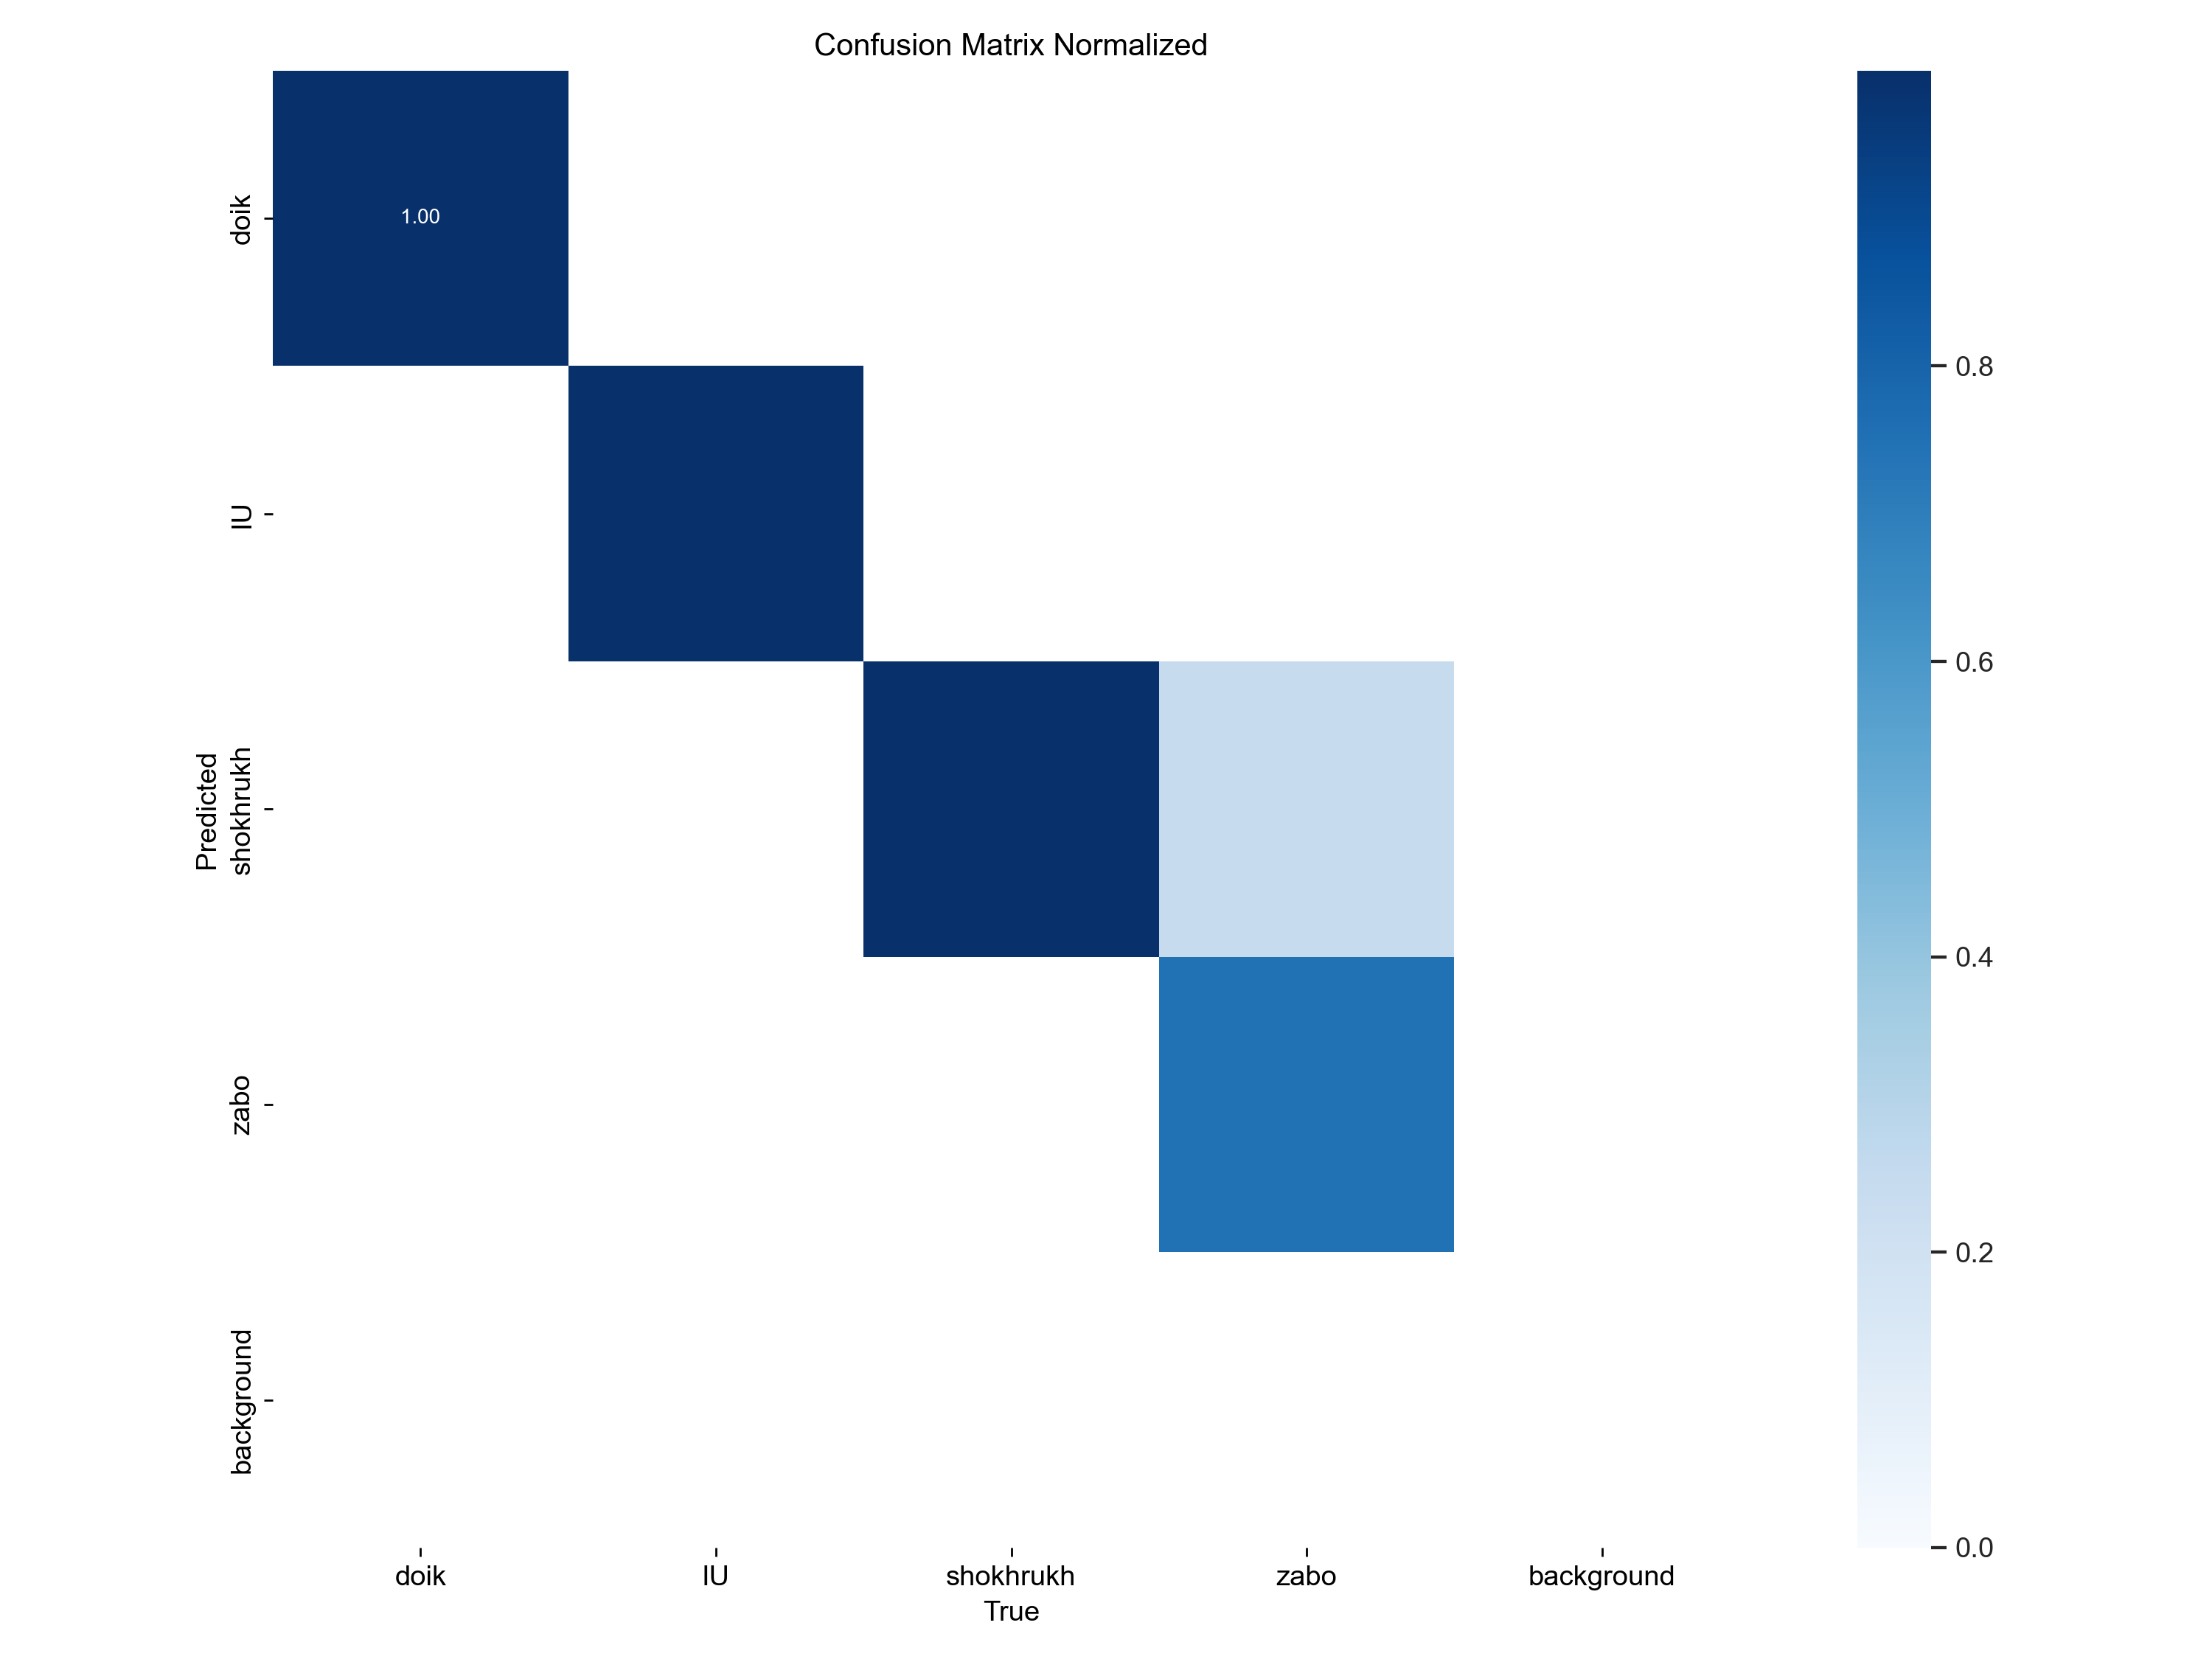 Confusion Matrix Normalized
doik
1.00
IU
Predicted
shokhrukh
zabo
background
doik
IU
shokhrukh
zabo
background
True
0.8
0.6
0.4
0.2
0.0